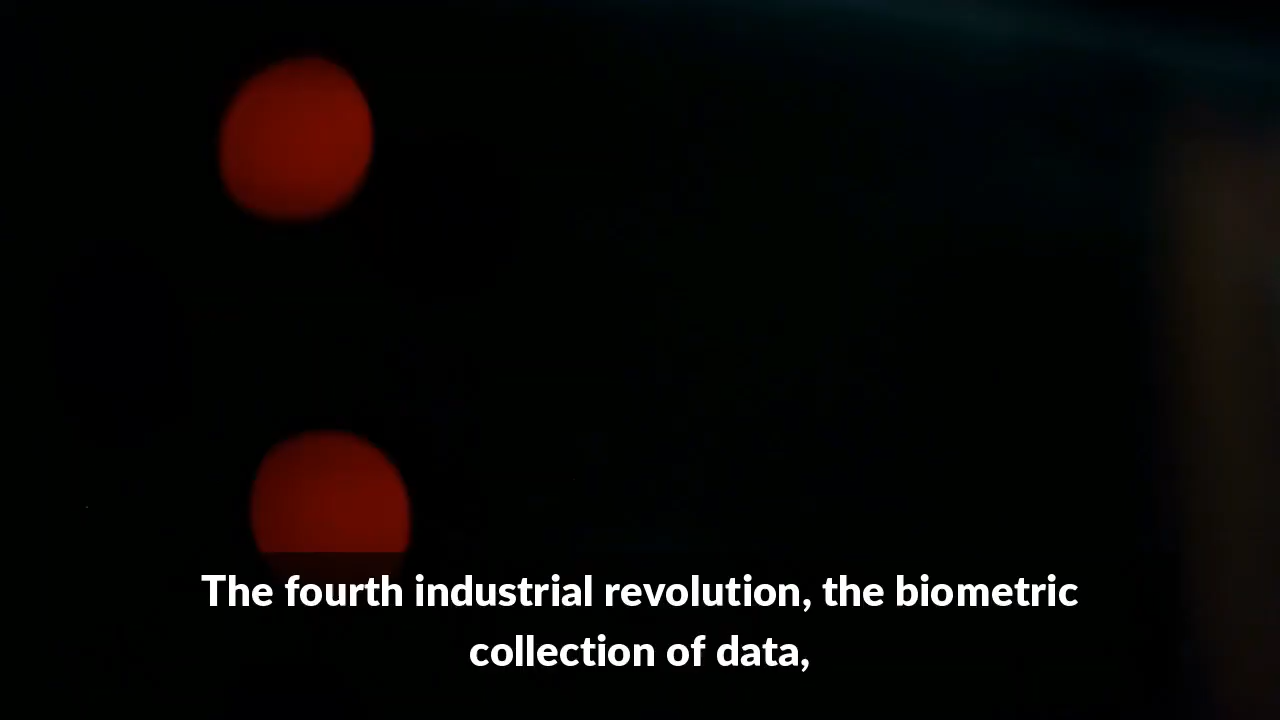 The fourth industrial revolution, the biometric
collection of data,